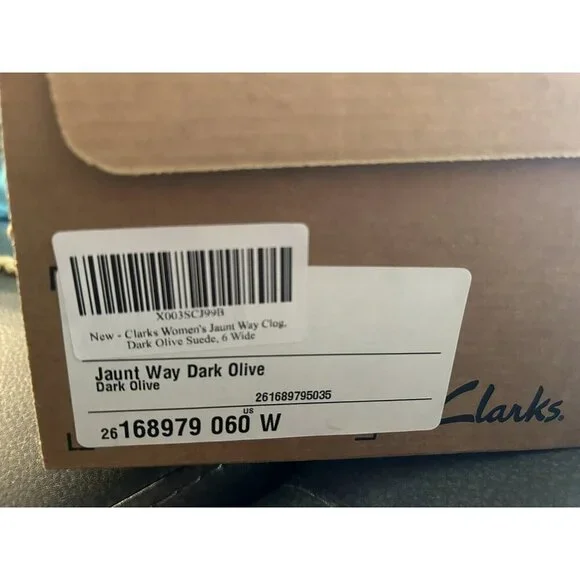 X003SCJ99B
New - Clarks Women's Jaunt Way Clog,
Dark Olive Suede, 6 Wide
Jaunt Way Dark Olive
Dark Olive
261689795035
US
26168979 060 W
Clarks.